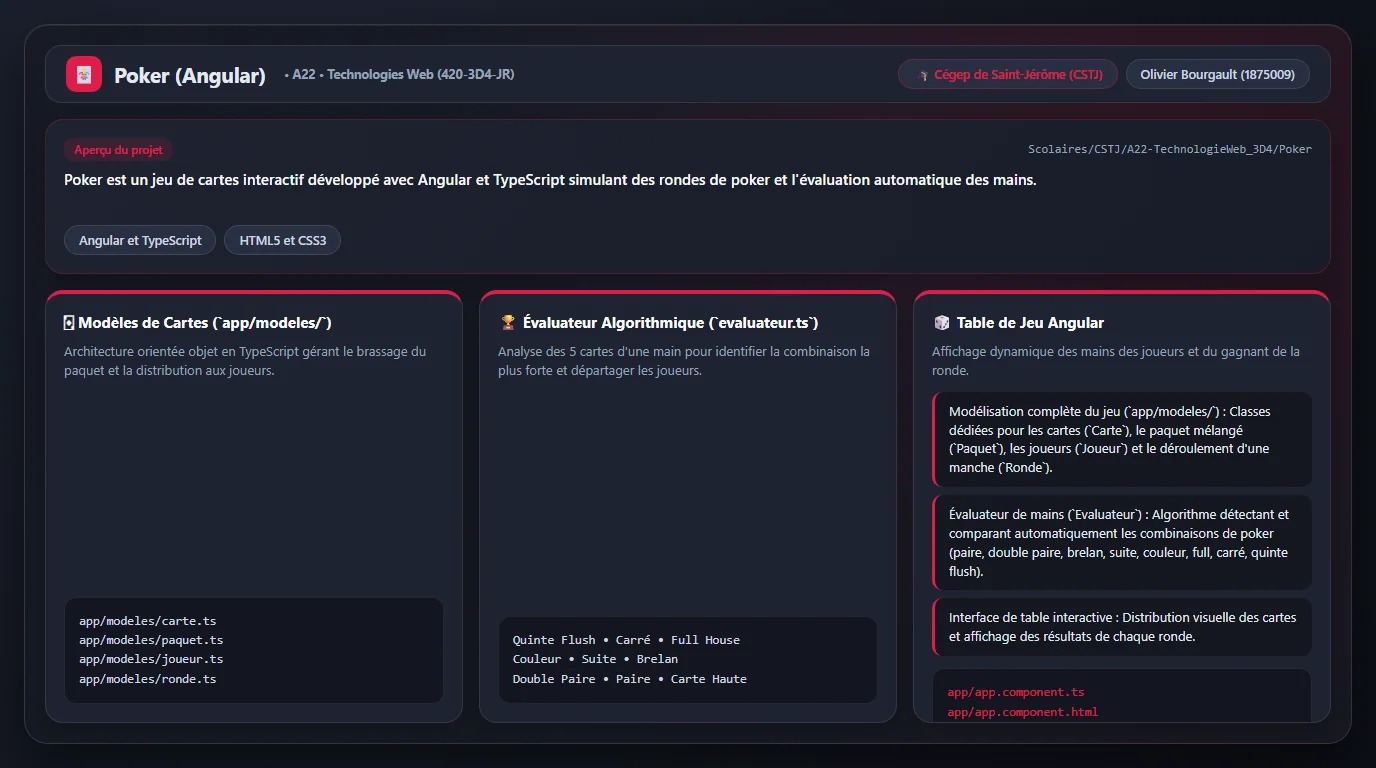 Poker (Angular)
• A22 • Technologies Web (420-3D4-JR)
Cégep de Saint-Jérôme (CSTJ)
Olivier Bourgault (1875009)
Aperçu du projet
Scolaires/CSTJ/A22-TechnologieWeb_3D4/Poker
Poker est un jeu de cartes interactif développé avec Angular et TypeScript simulant des rondes de poker et l'évaluation automatique des mains.
Angular et TypeScript
HTML5 et CSS3
Modèles de Cartes (`app/modeles/`)
Architecture orientée objet en TypeScript gérant le brassage du
paquet et la distribution aux joueurs.
app/modeles/carte.ts
app/modeles/paquet.ts
app/modeles/joueur.ts
app/modeles/ronde.ts
Évaluateur Algorithmique (`evaluateur.ts`)
Analyse des 5 cartes d'une main pour identifier la combinaison la
plus forte et départager les joueurs.
Quinte Flush • Carré • Full House
Couleur • Suite • Brelan
Double Paire • Paire • Carte Haute
Table de Jeu Angular
Affichage dynamique des mains des joueurs et du gagnant de la
ronde.
Modélisation complète du jeu (`app/modeles/`) : Classes
dédiées pour les cartes (`Carte`), le paquet mélangé
(`Paquet`), les joueurs (`Joueur`) et le déroulement d'une
manche (`Ronde`).
Évaluateur de mains (`Evaluateur`) : Algorithme détectant et
comparant automatiquement les combinaisons de poker
(paire, double paire, brelan, suite, couleur, full, carré, quinte
flush).
Interface de table interactive : Distribution visuelle des cartes
et affichage des résultats de chaque ronde.
app/app.component.ts
app/app.component.html